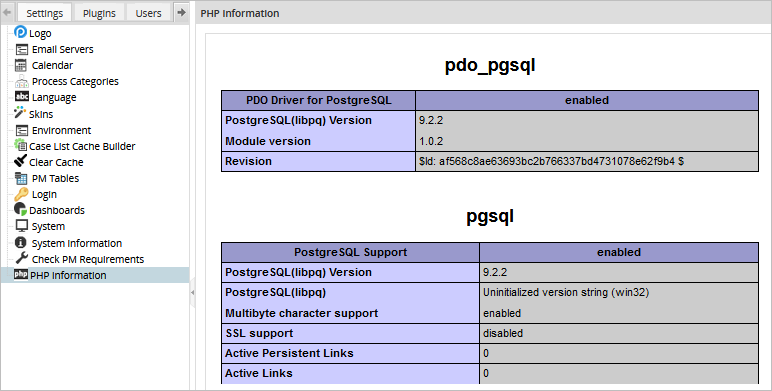 Settings Plugins Users
PHP Information
Logo
Email Servers
Calendar
Process Categories
Language
Skins
Environment
Case List Cache Builder
Clear Cache
PM Tables
Login
Dashboards
System
System Information
Check PM Requirements
php PHP Information
pdo_pgsql
PDO Driver for PostgreSQL enabled
PostgreSQL(libpq) Version 9.2.2
Module version 1.0.2
Revision $Id: af568c8ae63693bc2b766337bd4731078e62f9b4 $
pgsql
PostgreSQL Support enabled
PostgreSQL(libpq) Version 9.2.2
PostgreSQL(libpq) Uninitialized version string (win32)
Multibyte character support enabled
SSL support disabled
Active Persistent Links 0
Active Links 0